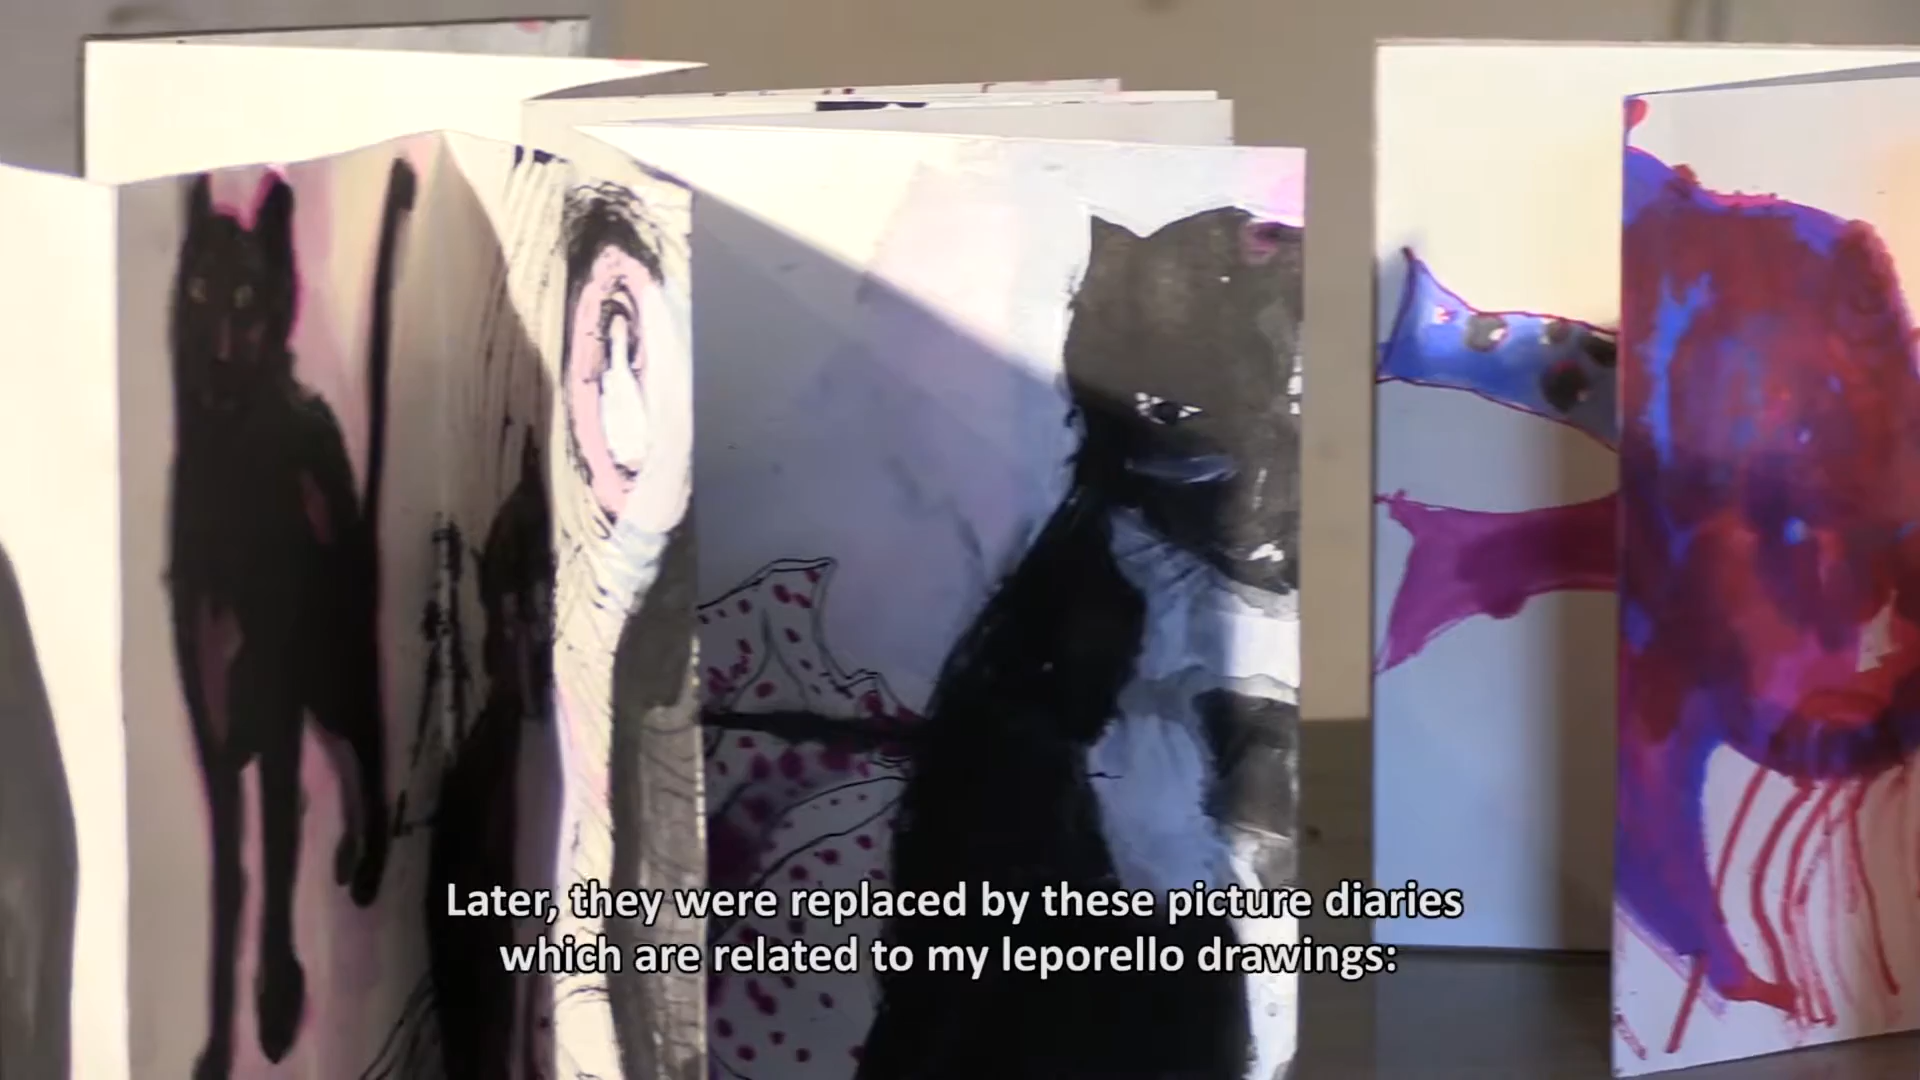 Later, they were replaced by these picture diaries
which are related to my leporello drawings: